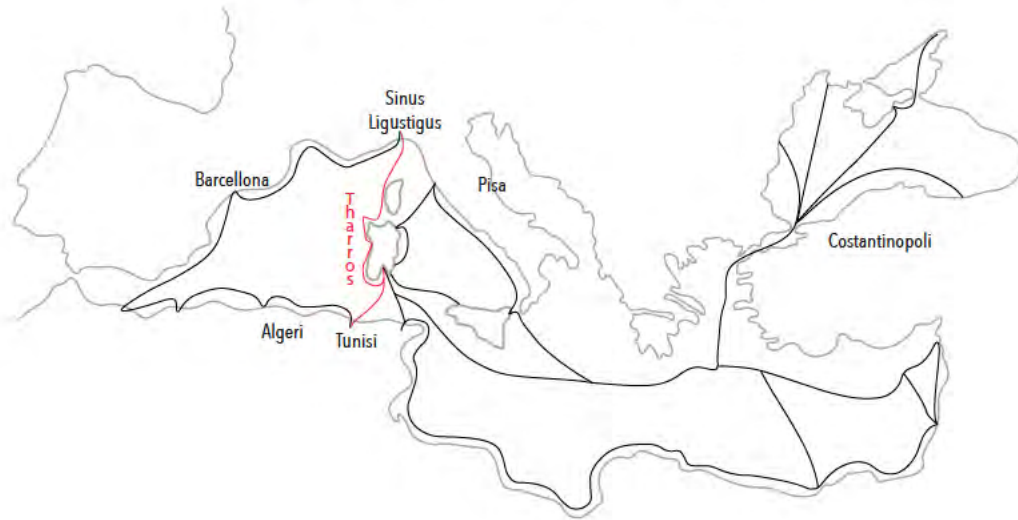 Sinus
Ligustigus
Barcellona
Pisa
Tharros
Costantinopoli
Algeri
Tunisi